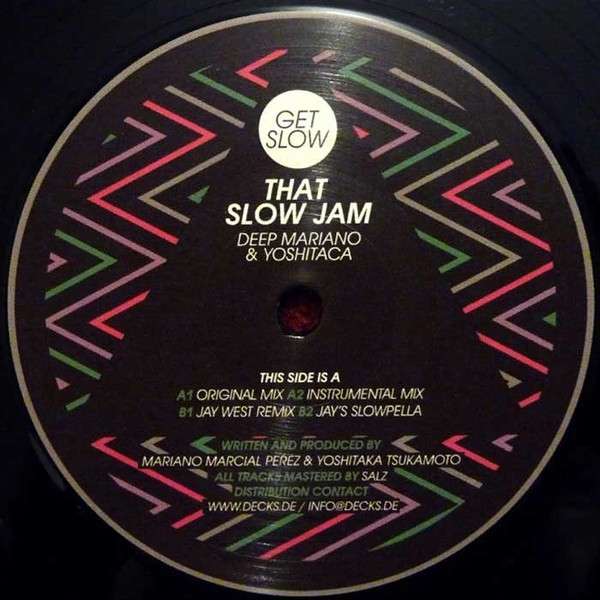 GET
SLOW
THAT
SLOW JAM
DEEP MARIANO
& YOSHITACA
THIS SIDE IS A
A1 ORIGINAL MIX A2 INSTRUMENTAL MIX
B1 JAY WEST REMIX B2 JAY'S SLOWPELLA
WRITTEN AND PRODUCED BY
MARIANO MARCIAL PEREZ & YOSHITAKA TSUKAMOTO
ALL TRACKS MASTERED BY SALZ
DISTRIBUTION CONTACT
WWW.DECKS.DE / INFO@DECKS.DE